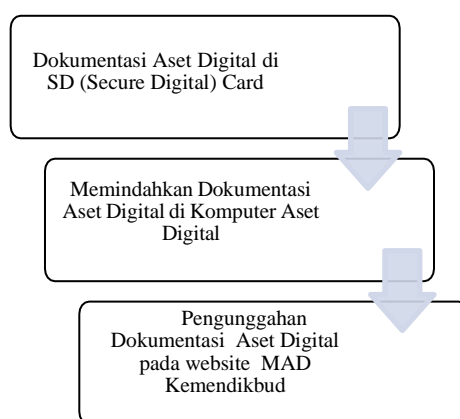 Dokumentasi Aset Digital di
SD (Secure Digital) Card
Memindahkan Dokumentasi
Aset Digital di Komputer Aset
Digital
Pengunggahan
Dokumentasi Aset Digital
pada website MAD
Kemendikbud